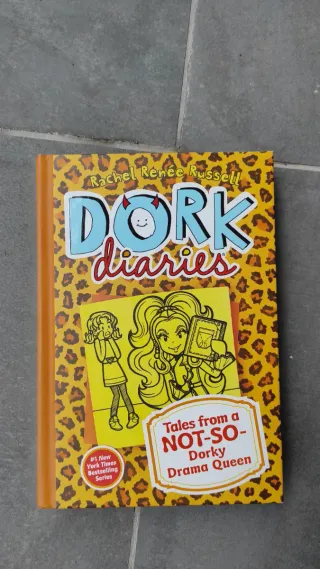 Rachel Renée Russell
DORK
diaries
Tales from a
NOT-SO-
Dorky
Drama Queen
#1 New
York Times
Bestselling
Series